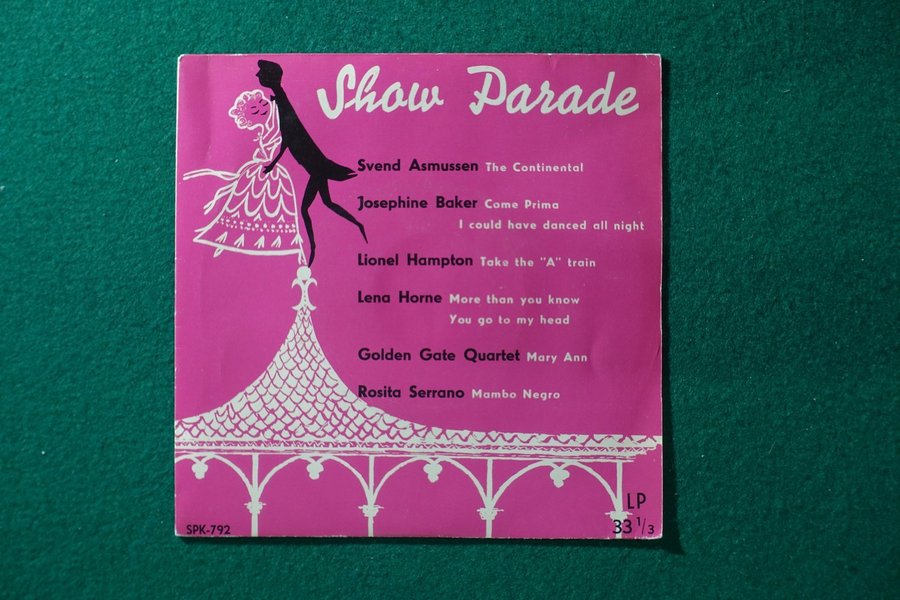 Show Parade
Svend Asmussen The Continental
Josephine Baker Come Prima
I could have danced all night
Lionel Hampton Take the "A" train
Lena Horne More than you know
You go to my head
Golden Gate Quartet Mary Ann
Rosita Serrano Mambo Negro
LP
SPK-792 33 1/3